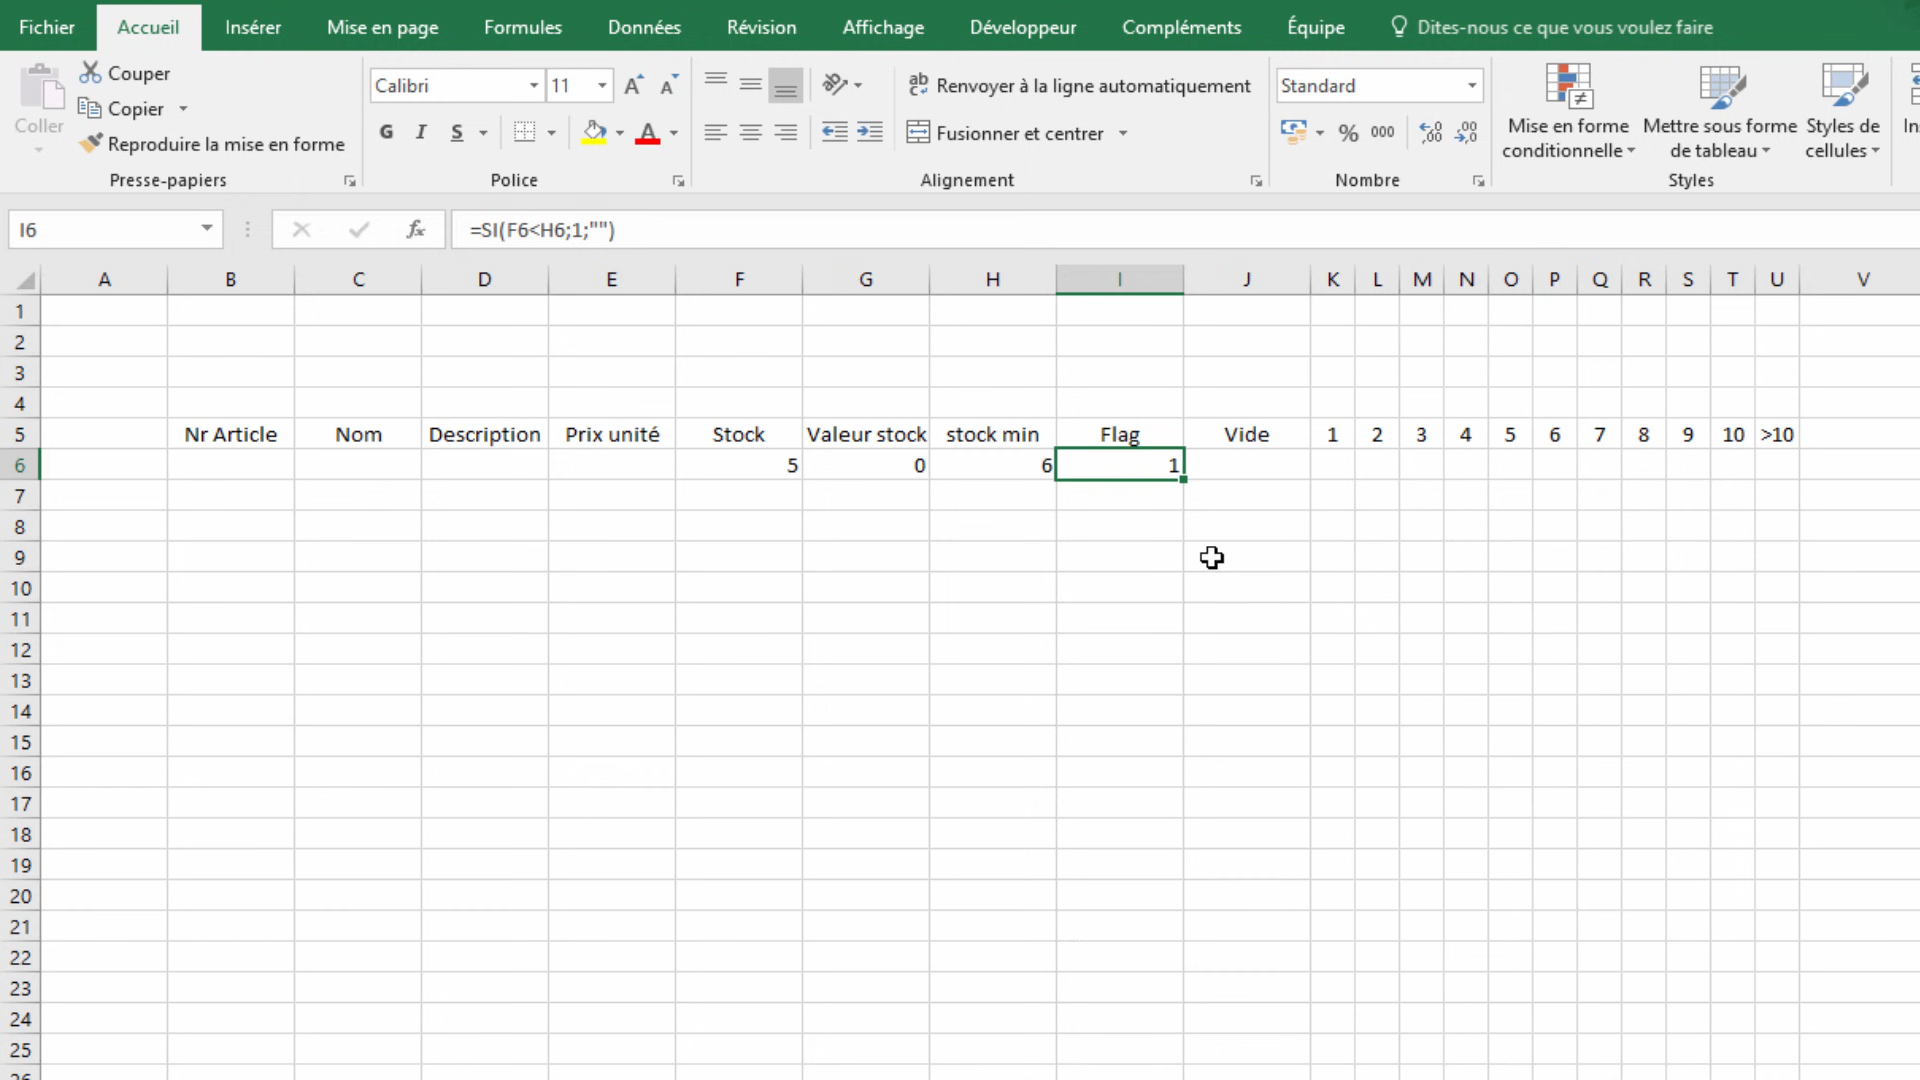 Fichier Accueil Insérer Mise en page Formules Données Révision Affichage Développeur Compléments Équipe Dites-nous ce que vous voulez faire
Coller
Couper
Copier
Reproduire la mise en forme
Presse-papiers
Calibri 11
G I S
Police
Renvoyer à la ligne automatiquement
Fusionner et centrer
Alignement
Standard
% 000
Nombre
Mise en forme
conditionnelle
Mettre sous forme
de tableau
Styles de
cellules
Styles
I6 fx =SI(F6<H6;1;"")
A B C D E F G H I J K L M N O P Q R S T U V
1
2
3
4
5 Nr Article Nom Description Prix unité Stock Valeur stock stock min Flag Vide 1 2 3 4 5 6 7 8 9 10 >10
6 5 0 6 1
7
8
9
10
11
12
13
14
15
16
17
18
19
20
21
22
23
24
25
26